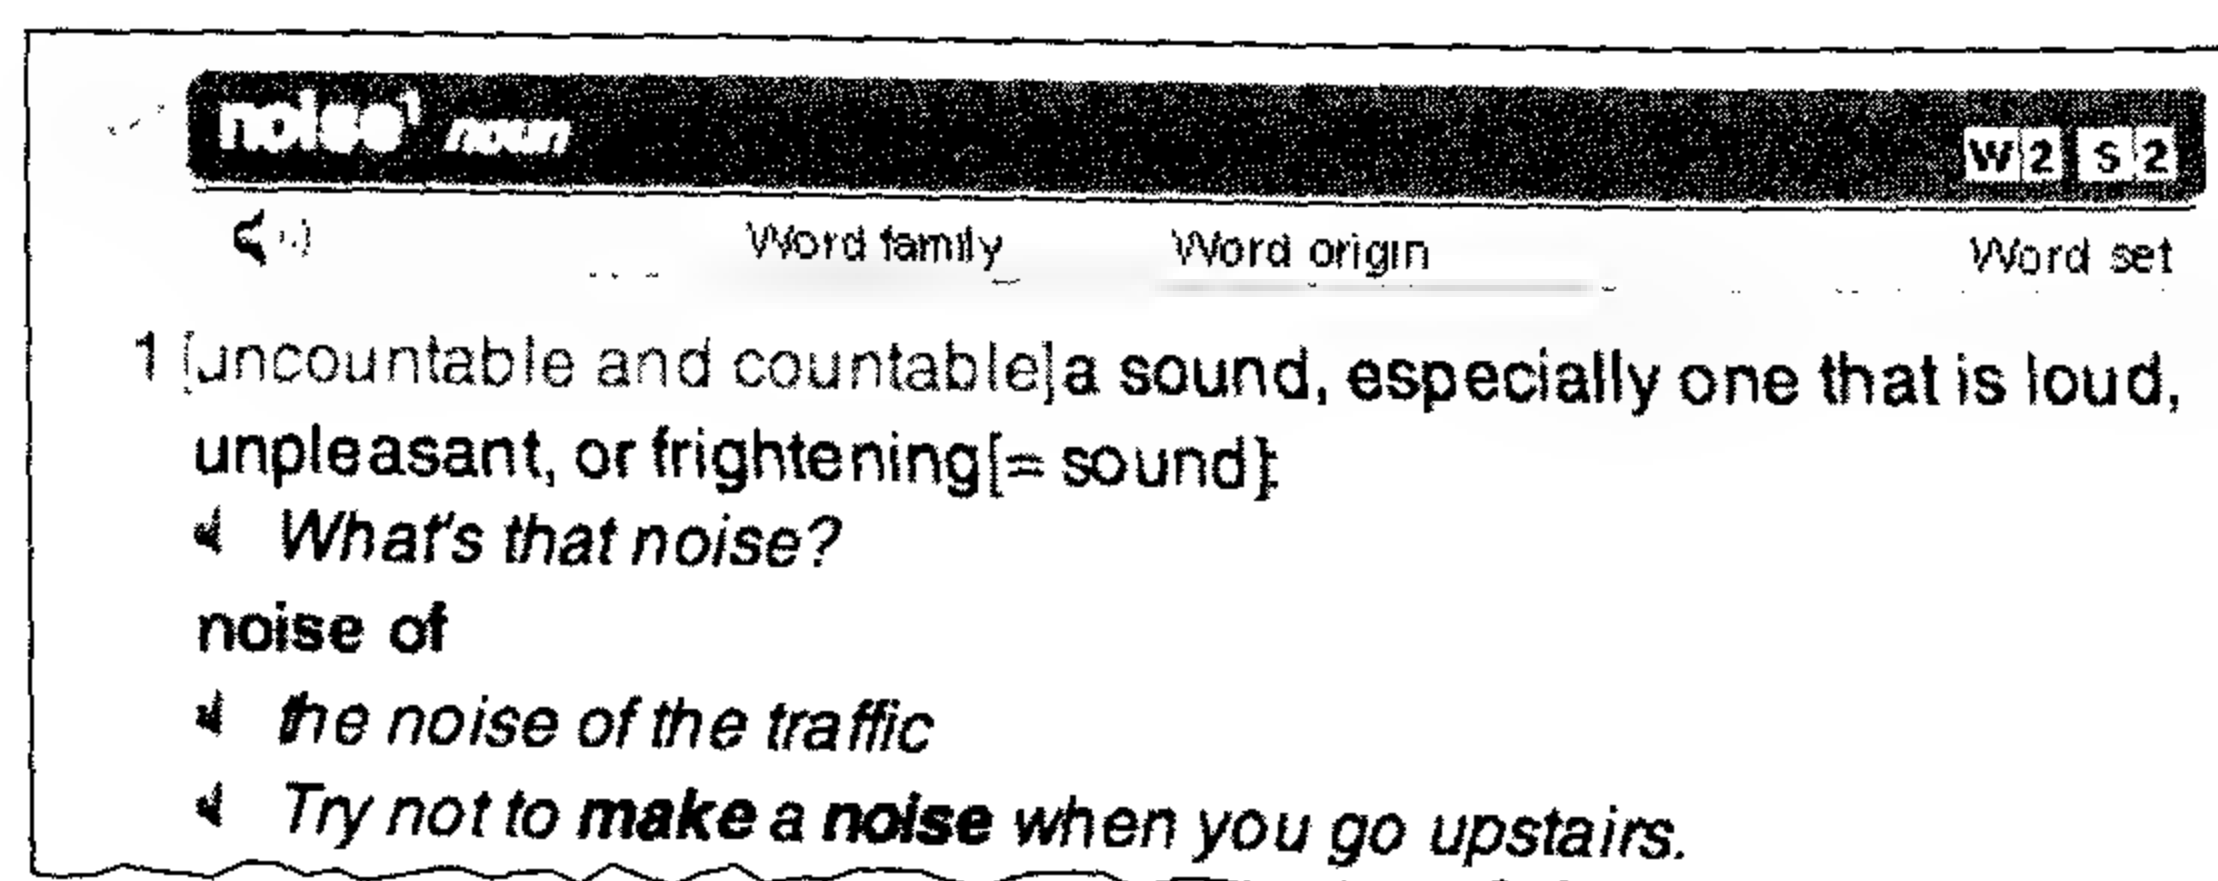 noise¹ noun W2 S2
Word family Word origin Word set
1 [uncountable and countable]a sound, especially one that is loud,
unpleasant, or frightening[= sound]:
What's that noise?
noise of
the noise of the traffic
Try not to make a noise when you go upstairs.